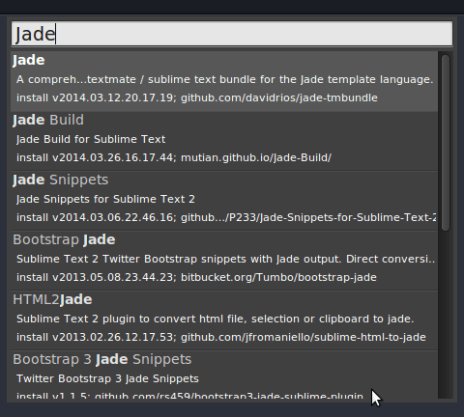 Jade
Jade
A compreh...textmate / sublime text bundle for the Jade template language.
install v2014.03.12.20.17.19; github.com/davidrios/jade-tmbundle
Jade Build
Jade Build for Sublime Text
install v2014.03.26.16.17.44; mutian.github.io/Jade-Build/
Jade Snippets
Jade Snippets for Sublime Text 2
install v2014.03.06.22.46.16; github.../P233/Jade-Snippets-for-Sublime-Text-2
Bootstrap Jade
Sublime Text 2 Twitter Bootstrap snippets with Jade output. Direct conversi..
install v2013.05.08.23.44.23; bitbucket.org/Tumbo/bootstrap-jade
HTML2Jade
Sublime Text 2 plugin to convert html file, selection or clipboard to jade.
install v2013.02.26.12.17.53; github.com/jfromaniello/sublime-html-to-jade
Bootstrap 3 Jade Snippets
Twitter Bootstrap 3 Jade Snippets
install v1.1.5; github.com/rs459/bootstrap3-jade-sublime-plugin